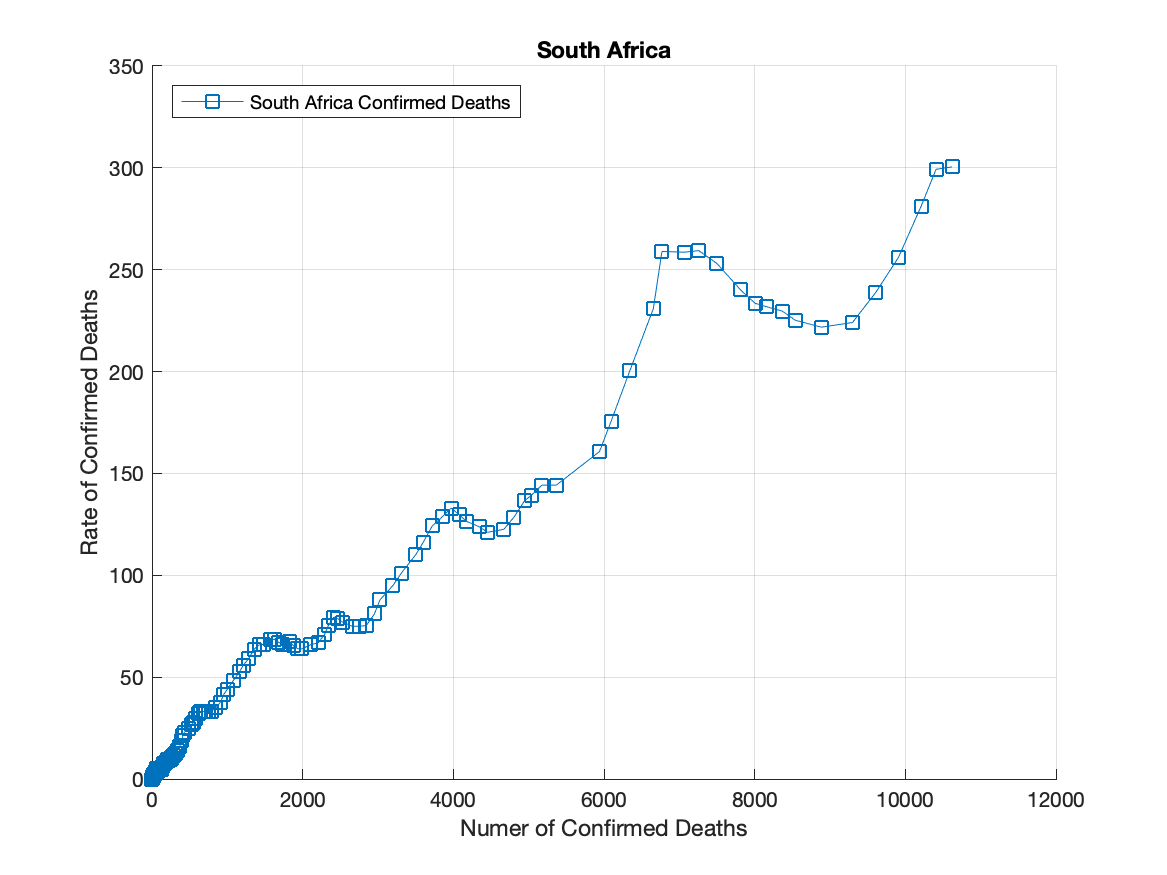 South Africa
South Africa Confirmed Deaths
350
300
250
200
150
100
50
0
Rate of Confirmed Deaths
0 2000 4000 6000 8000 10000 12000
Numer of Confirmed Deaths